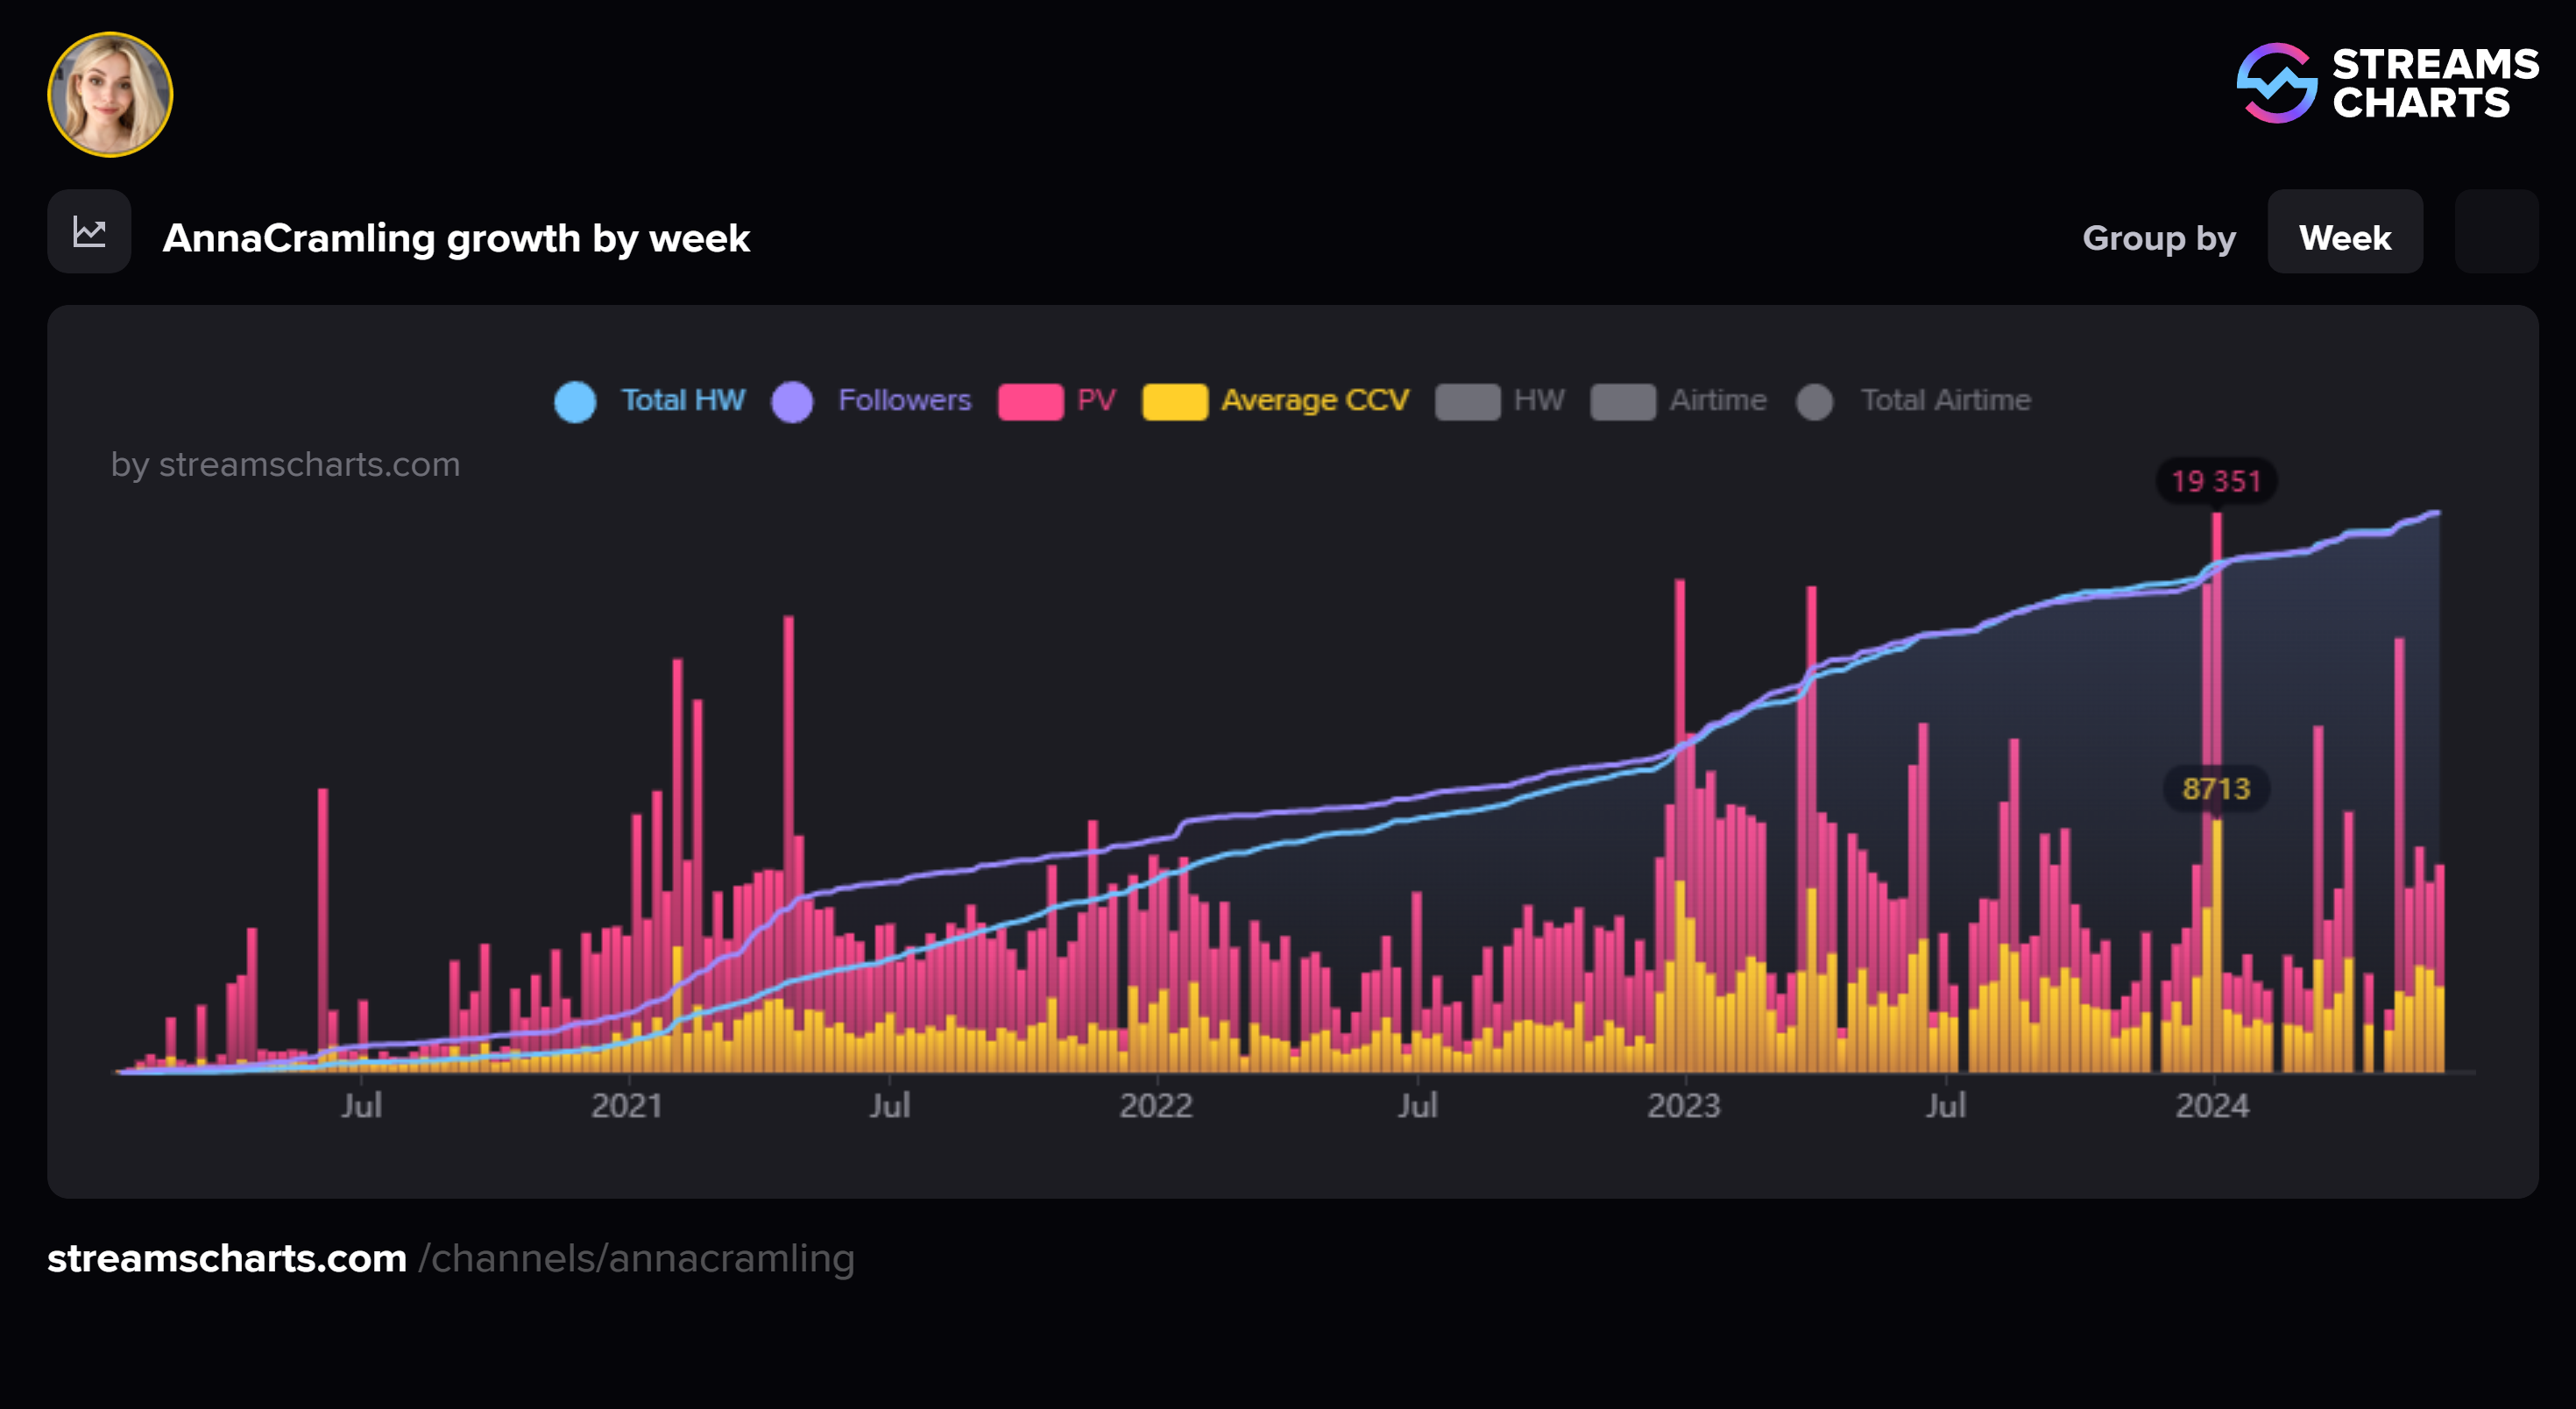 STREAMS
CHARTS
AnnaCramling growth by week
Group by
Week
Total HW
Followers
PV
Average CCV
HW
Airtime
Total Airtime
by streamscharts.com
19 351
8713
Jul
2021
Jul
2022
Jul
2023
Jul
2024
streamscharts.com /channels/annacramling